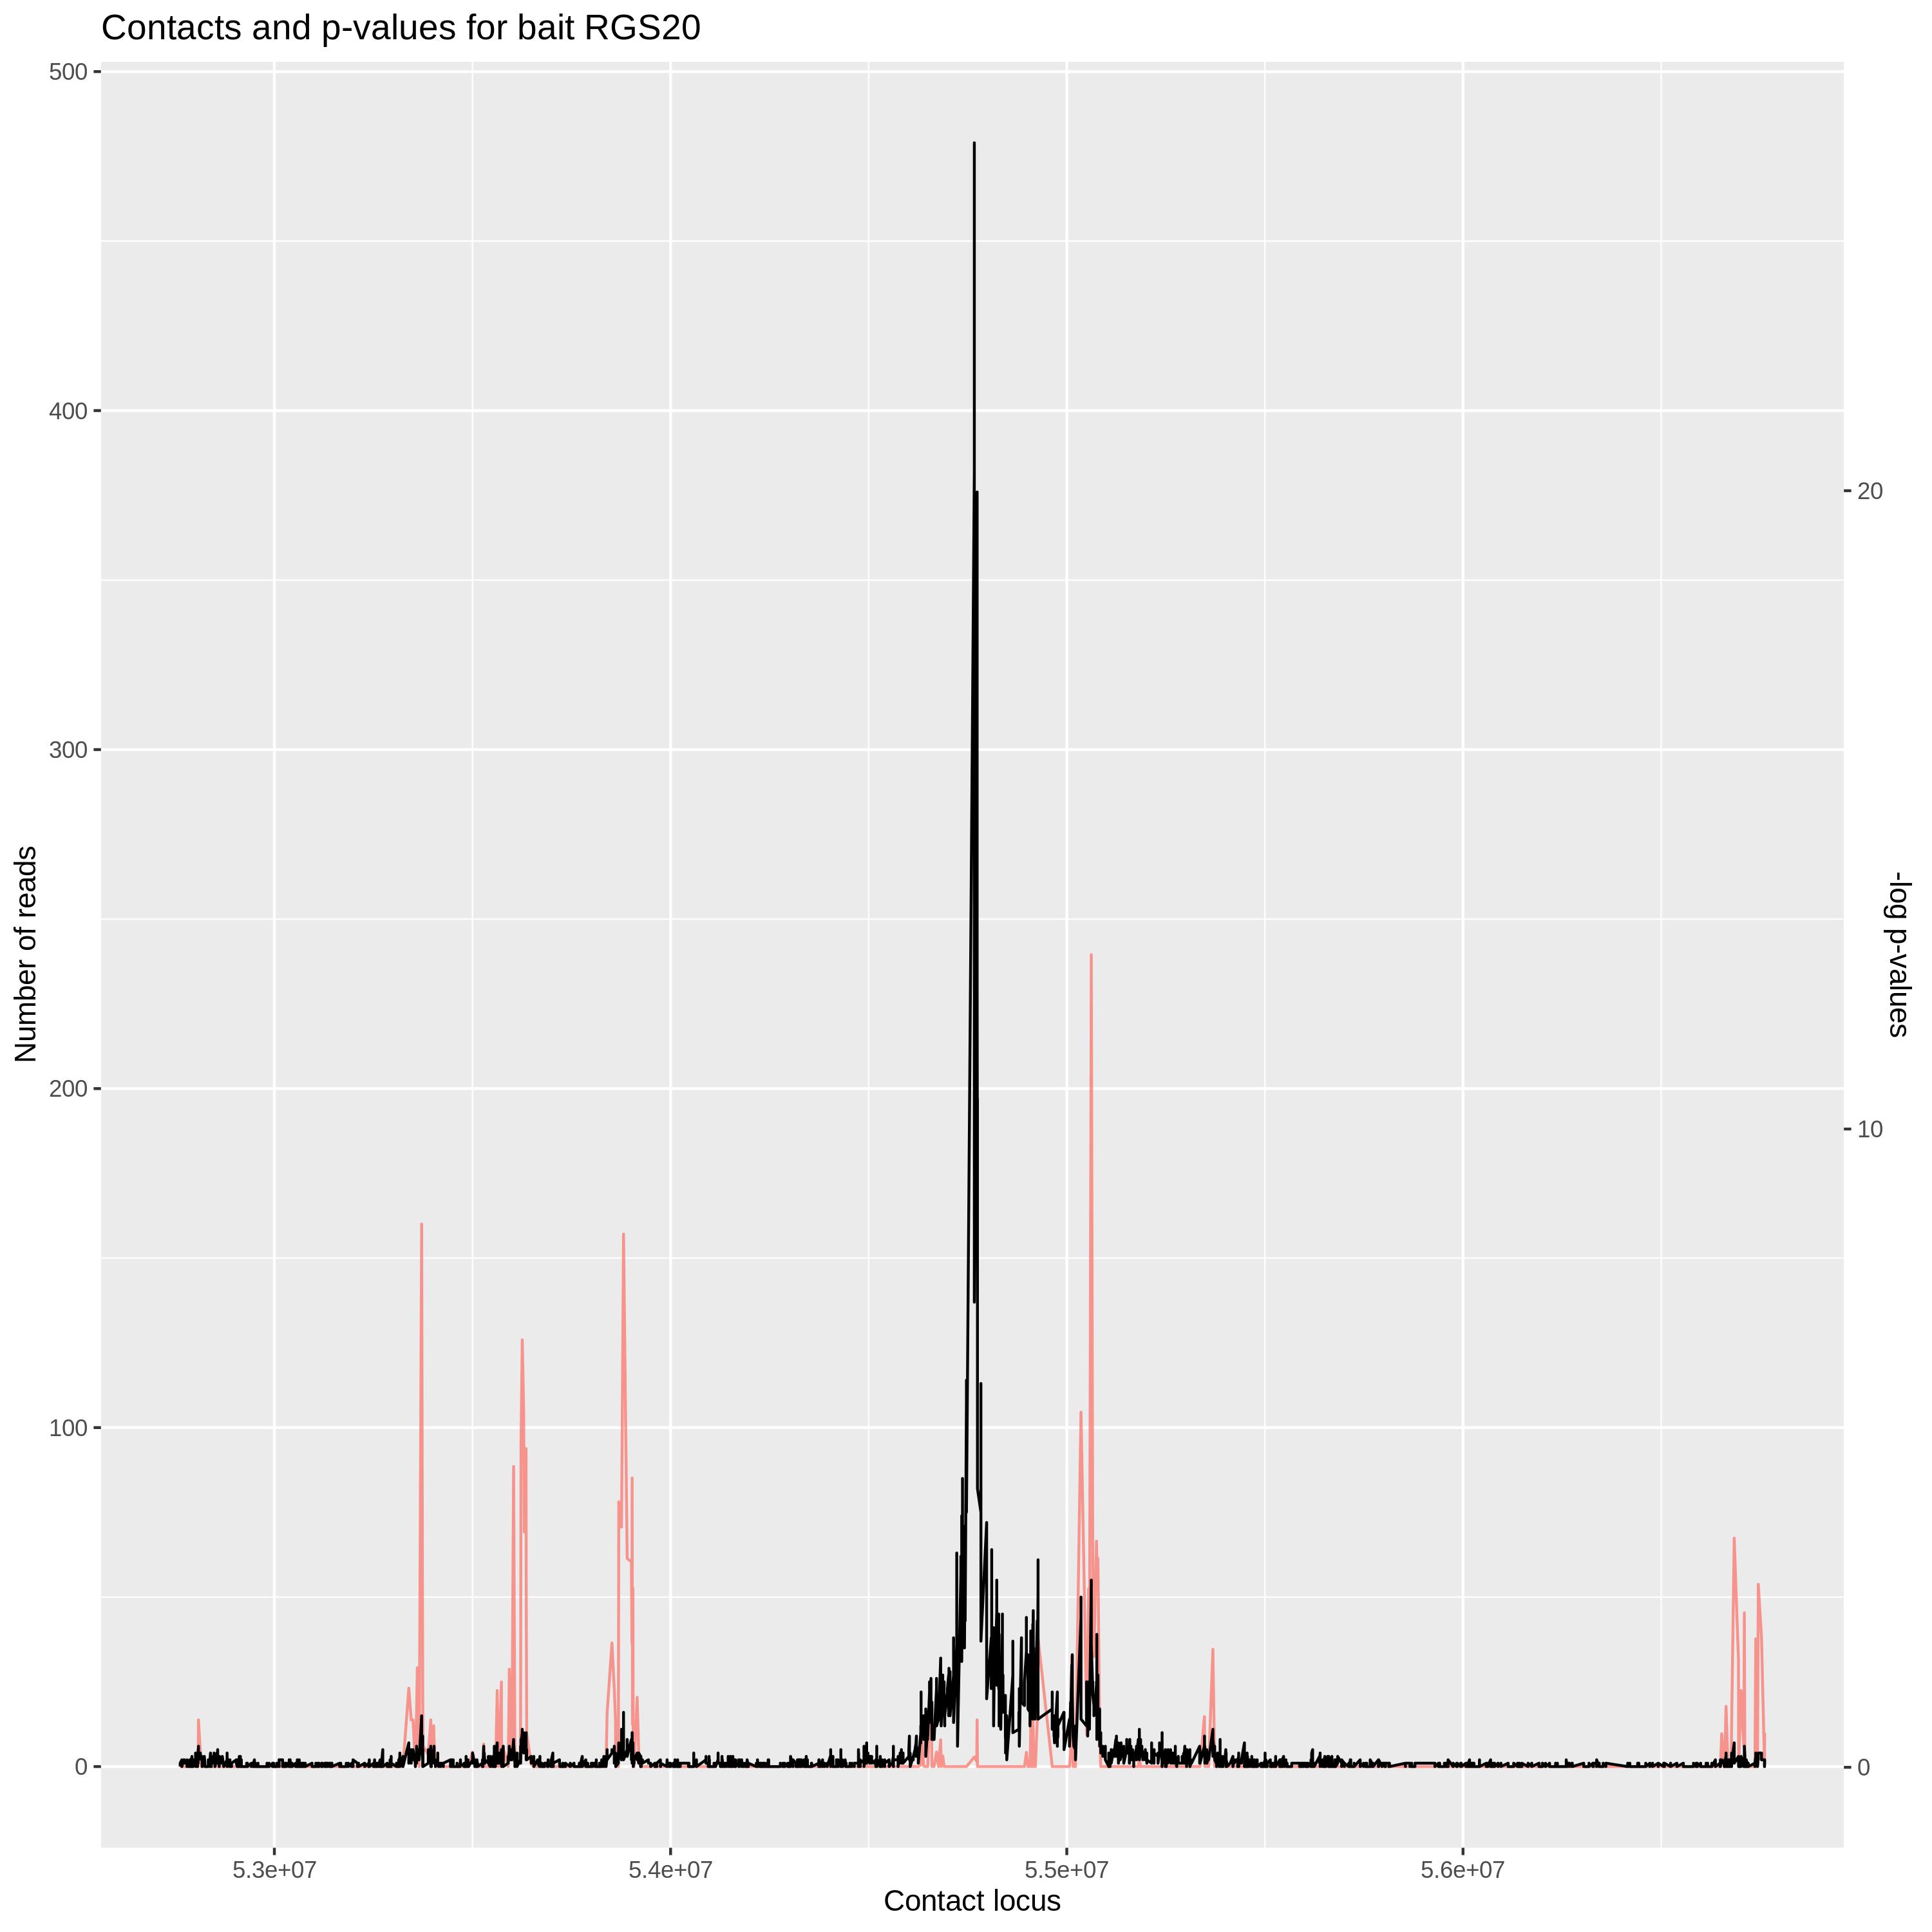 Contacts and p-values for bait RGS20
500
400
300
200
100
0
Number of reads
20
10
0
-log p-values
5.3e+07
5.4e+07
5.5e+07
5.6e+07
Contact locus